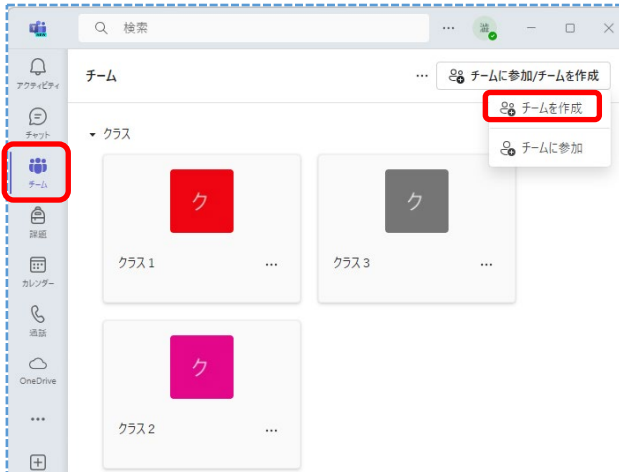 検索
アクティビティ
チーム
チームに参加/チームを作成
チームを作成
チームに参加
チャット
クラス
チーム
ク
ク
課題
クラス 1
クラス 3
カレンダー
通話
ク
OneDrive
クラス 2